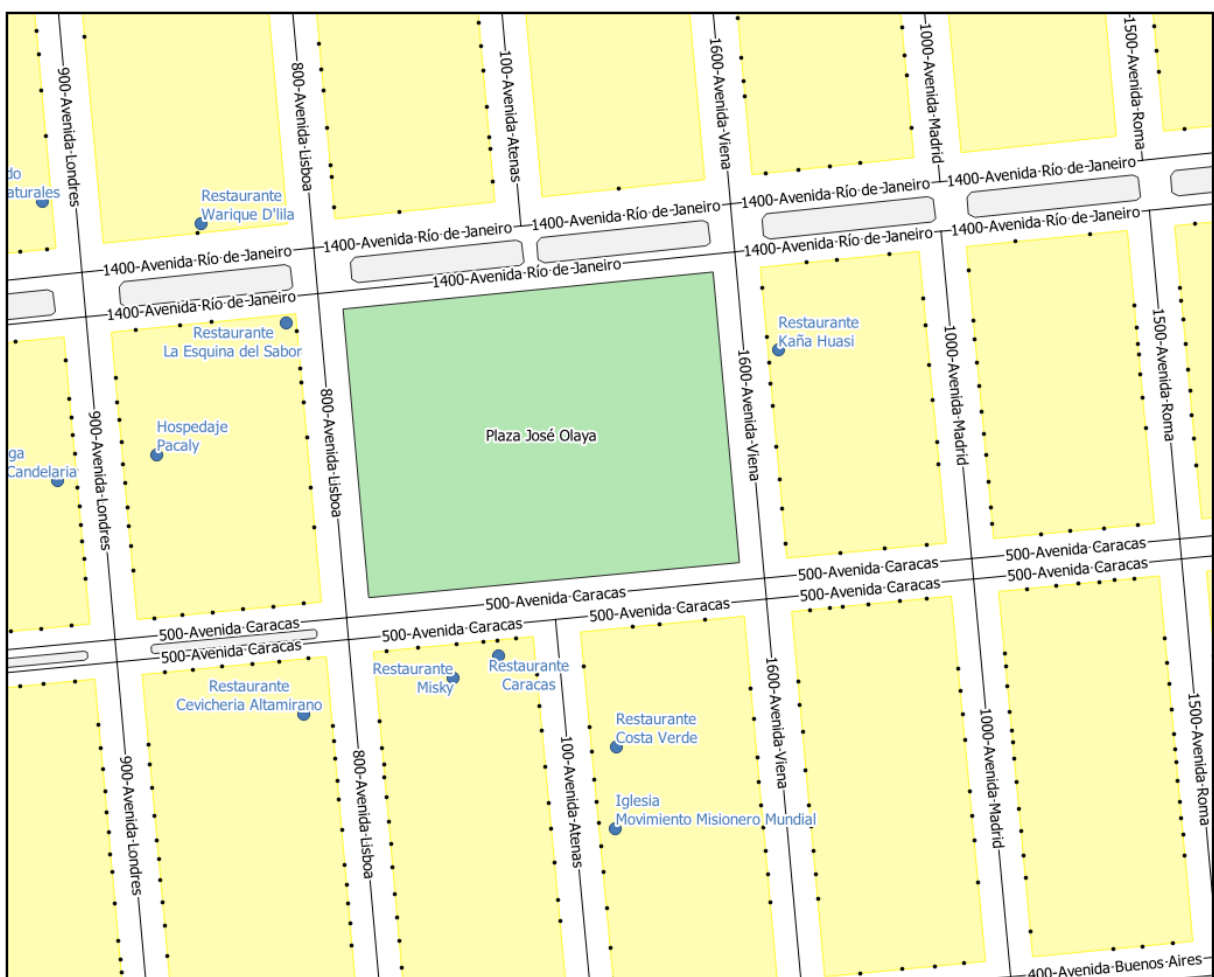 900-Avenida·Londres
800-Avenida·Lisboa
100-Avenida·Atenas
1600-Avenida·Viena
1000-Avenida·Madrid
1500-Avenida·Roma
do
aturales
Restaurante
Warique D'lila
1400-Avenida·Río·de·Janeiro
1400-Avenida·Río·de·Janeiro
1400-Avenida·Río·de·Janeiro
1400-Avenida·Río·de·Janeiro
1400-Avenida·Río·de·Janeiro
1400-Avenida·Río·de·Janeiro
1400-Avenida·Río·de·Janeiro
1400-Avenida·Río·de·Janeiro
1400-Avenida·Río·de·Janeiro
Restaurante
La Esquina del Sabor
Restaurante
Kaña Huasi
900-Avenida·Londres
800-Avenida·Lisboa
1600-Avenida·Viena
1000-Avenida·Madrid
1500-Avenida·Roma
Hospedaje
Pacaly
ga
Candelaria
Plaza José Olaya
500-Avenida·Caracas
500-Avenida·Caracas
500-Avenida·Caracas
500-Avenida·Caracas
500-Avenida·Caracas
500-Avenida·Caracas
500-Avenida·Caracas
500-Avenida·Caracas
500-Avenida·Caracas
Restaurante
Cevicheria Altamirano
Restaurante
Misky
Restaurante
Caracas
Restaurante
Costa Verde
Iglesia
Movimiento Misionero Mundial
900-Avenida·Londres
800-Avenida·Lisboa
100-Avenida·Atenas
1600-Avenida·Viena
1000-Avenida·Madrid
1500-Avenida·Roma
400-Avenida·Buenos·Aires